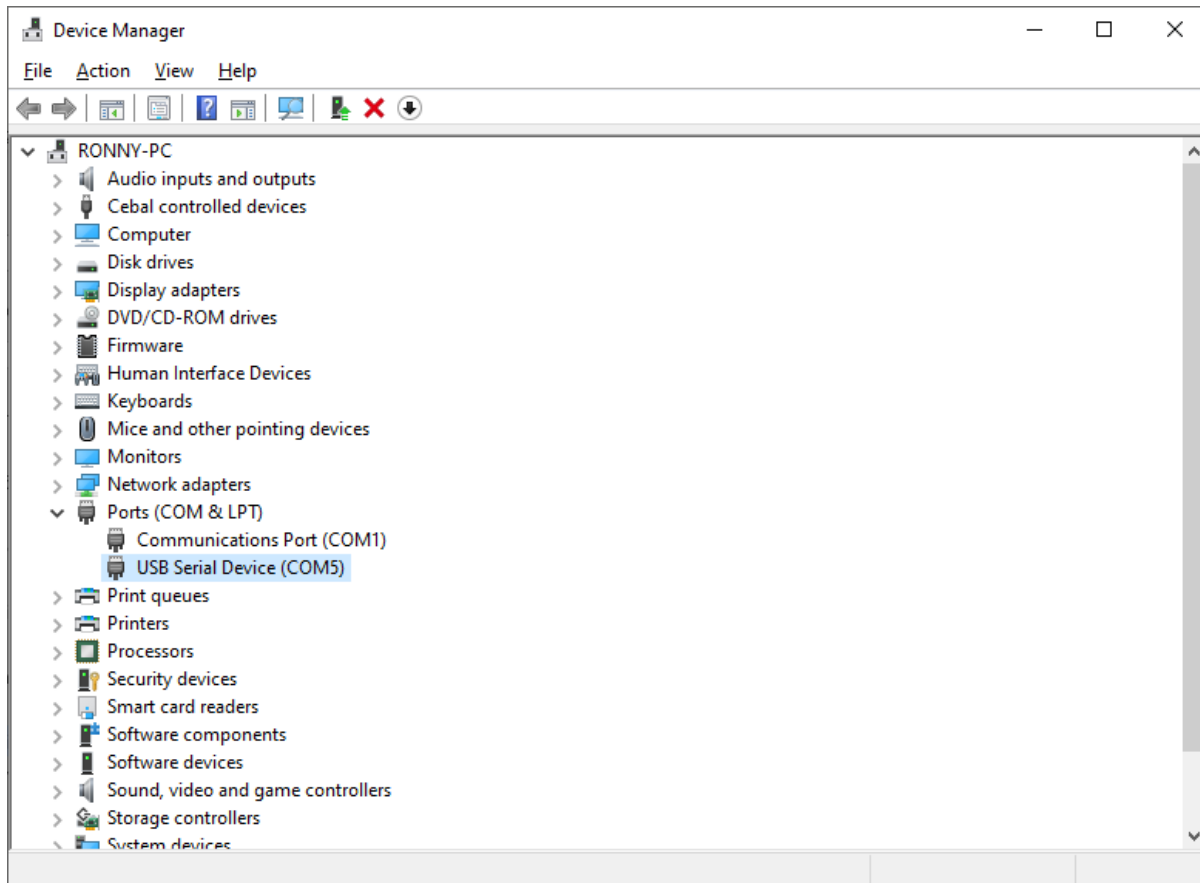 Device Manager
File Action View Help
RONNY-PC
Audio inputs and outputs
Cebal controlled devices
Computer
Disk drives
Display adapters
DVD/CD-ROM drives
Firmware
Human Interface Devices
Keyboards
Mice and other pointing devices
Monitors
Network adapters
Ports (COM & LPT)
Communications Port (COM1)
USB Serial Device (COM5)
Print queues
Printers
Processors
Security devices
Smart card readers
Software components
Software devices
Sound, video and game controllers
Storage controllers
System devices